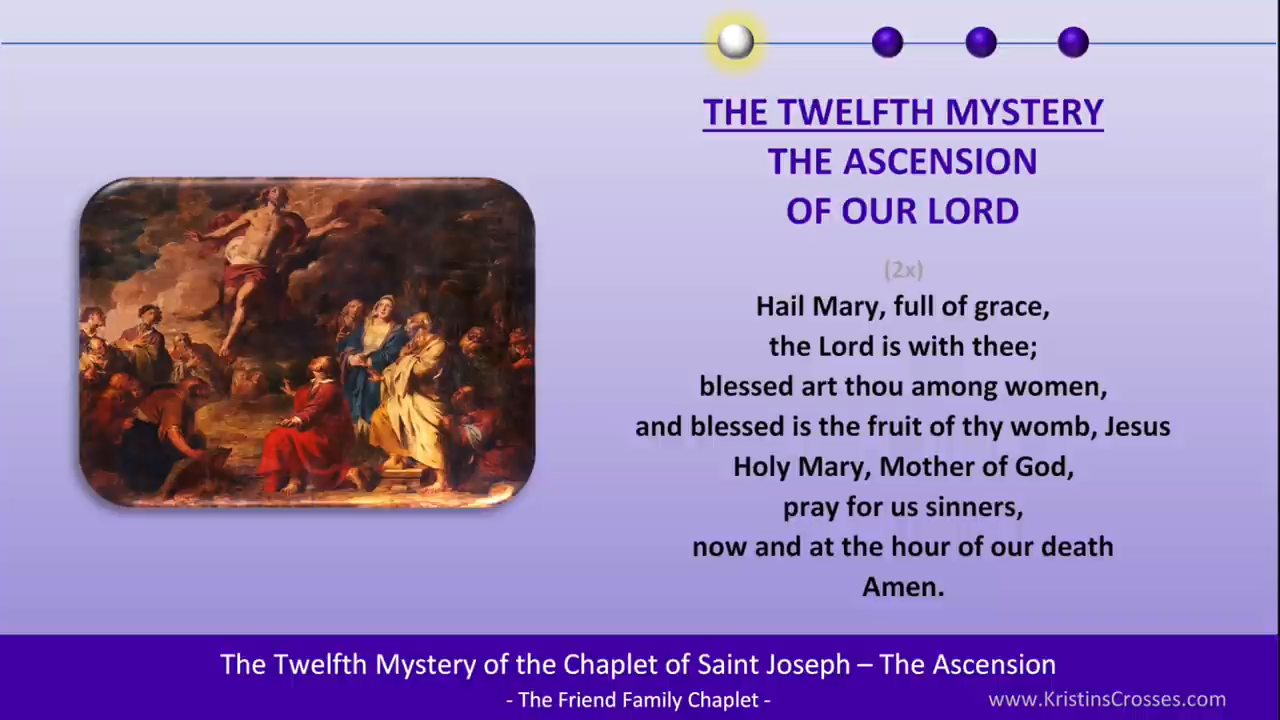 THE TWELFTH MYSTERY
THE ASCENSION
OF OUR LORD
(2x)
Hail Mary, full of grace,
the Lord is with thee;
blessed art thou among women,
and blessed is the fruit of thy womb, Jesus
Holy Mary, Mother of God,
pray for us sinners,
now and at the hour of our death
Amen.
The Twelfth Mystery of the Chaplet of Saint Joseph – The Ascension
- The Friend Family Chaplet -
www.KristinsCrosses.com